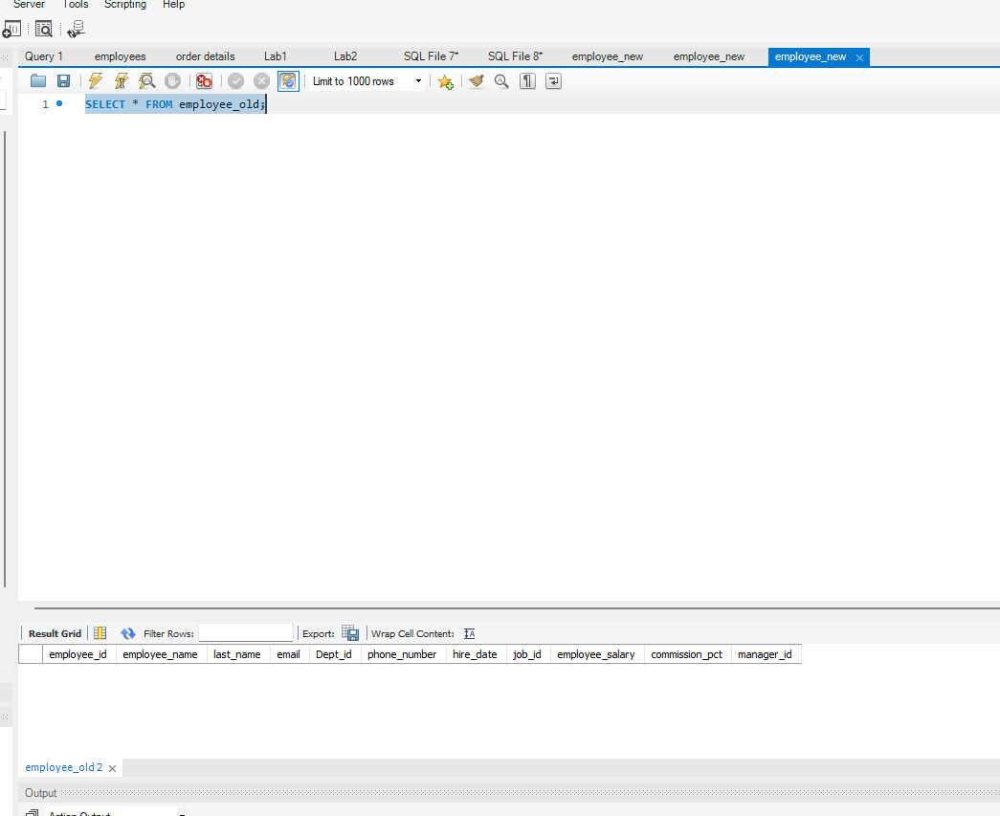 Server Tools Scripting Help
Query 1 employees order details Lab1 Lab2 SQL File 7* SQL File 8* employee_new employee_new employee_new
Limit to 1000 rows
1 SELECT * FROM employee_old;
Result Grid Filter Rows: Export: Wrap Cell Content:
employee_id employee_name last_name email Dept_id phone_number hire_date job_id employee_salary commission_pct manager_id
employee_old 2
Output
Action Output